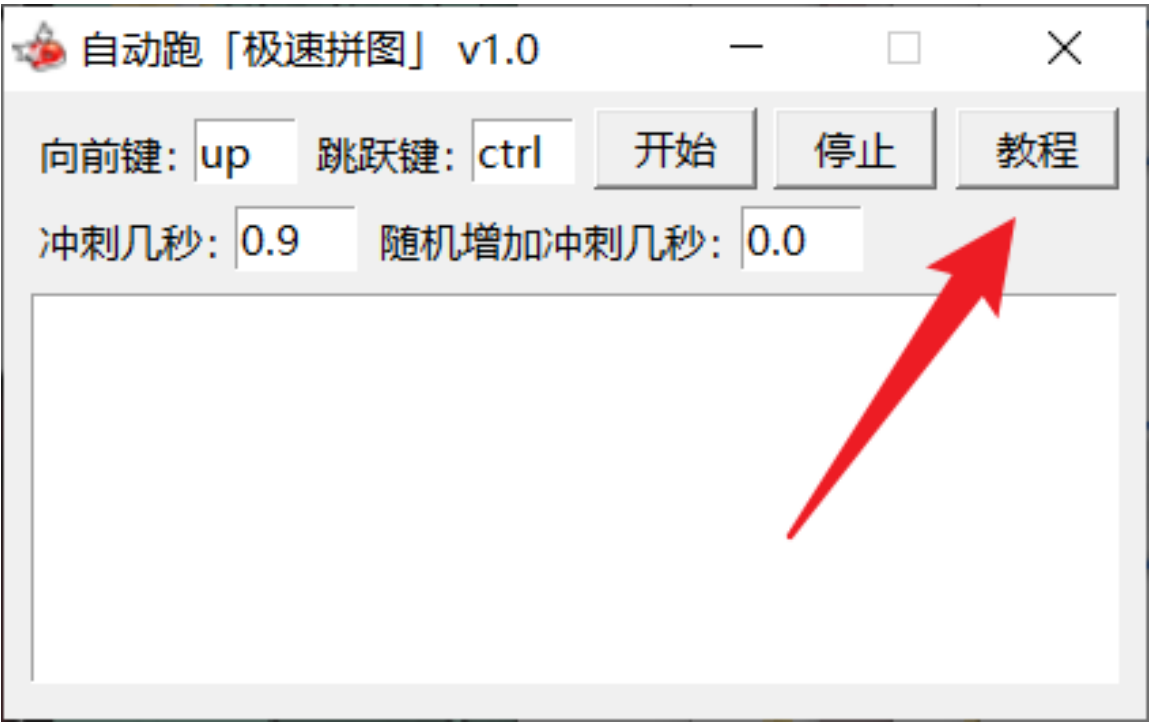 自动跑「极速拼图」 v1.0
向前键: up 跳跃键: ctrl 开始 停止 教程
冲刺几秒: 0.9 随机增加冲刺几秒: 0.0